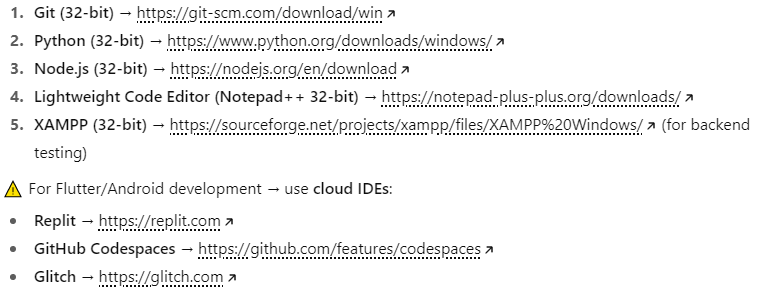 1. Git (32-bit) → https://git-scm.com/download/win ↗
2. Python (32-bit) → https://www.python.org/downloads/windows/ ↗
3. Node.js (32-bit) → https://nodejs.org/en/download ↗
4. Lightweight Code Editor (Notepad++ 32-bit) → https://notepad-plus-plus.org/downloads/ ↗
5. XAMPP (32-bit) → https://sourceforge.net/projects/xampp/files/XAMPP%20Windows/ ↗ (for backend
testing)
⚠ For Flutter/Android development → use cloud IDEs:
• Replit → https://replit.com ↗
• GitHub Codespaces → https://github.com/features/codespaces ↗
• Glitch → https://glitch.com ↗